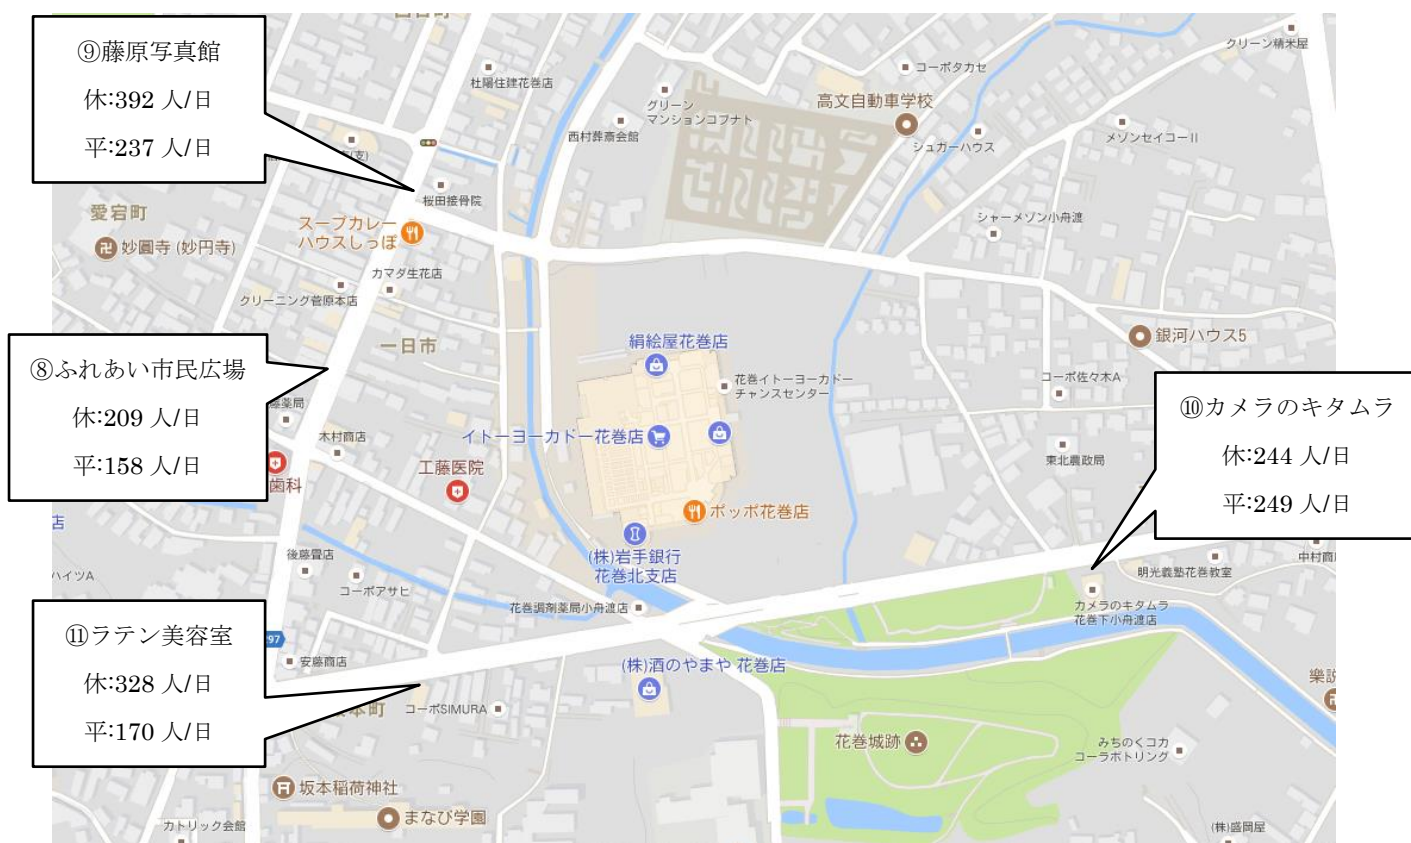 ⑨藤原写真館
休:392 人/日
平:237 人/日
⑧ふれあい市民広場
休:209 人/日
平:158 人/日
⑩カメラのキタムラ
休:244 人/日
平:249 人/日
⑪ラテン美容室
休:328 人/日
平:170 人/日
クリーン精米屋
杜陽住建花巻店
コーポタカセ
グリーン
マンションコブナト
高文自動車学校
西村葬斎会館
シュガーハウス
メゾンセイコーII
桜田接骨院
愛宕町
スープカレー
ハウスしっぽ
シャーメゾン小舟渡
妙圓寺 (妙円寺)
カマダ生花店
クリーニング菅原本店
絹絵屋花巻店
銀河ハウス5
一日市
花巻イトーヨーカドー
チャンスセンター
コーポ佐々木A
薬局
木村商店
イトーヨーカドー花巻店
東北農政局
工藤医院
歯科
ポッポ花巻店
店
(株)岩手銀行
花巻北支店
後藤畳店
中村商
明光義塾花巻教室
ハイツA
コーポアサヒ
花巻調剤薬局小舟渡店
カメラのキタムラ
花巻下小舟渡店
297
安藤商店
(株)酒のやまや 花巻店
樂説
本町
コーポSIMURA
花巻城跡
みちのくコカ
コーラボトリング
坂本稲荷神社
まなび学園
カトリック会館
(株)盛岡屋